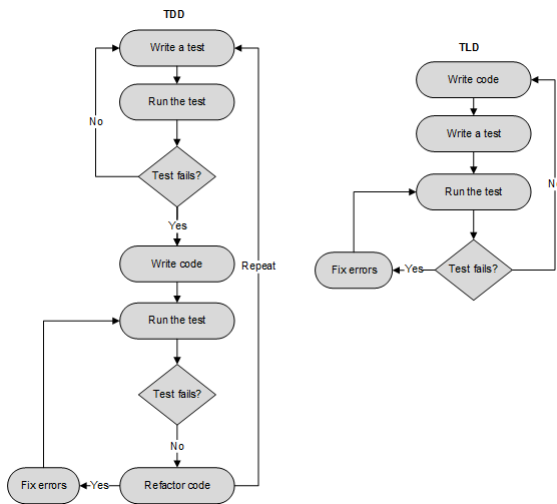 TDD
Write a test
Run the test
No
Test fails?
Yes
Write code
Repeat
Run the test
Test fails?
No
Fix errors
Yes
Refactor code
TLD
Write code
Write a test
Run the test
No
Fix errors
Yes
Test fails?